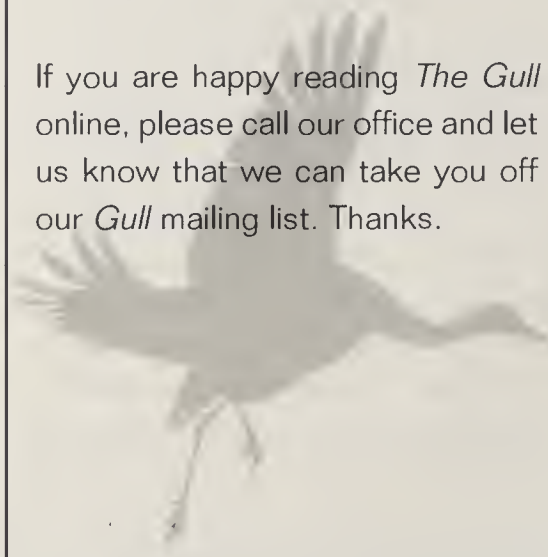 If you are happy reading The Gull
online, please call our office and let
us know that we can take you off
our Gull mailing list. Thanks.